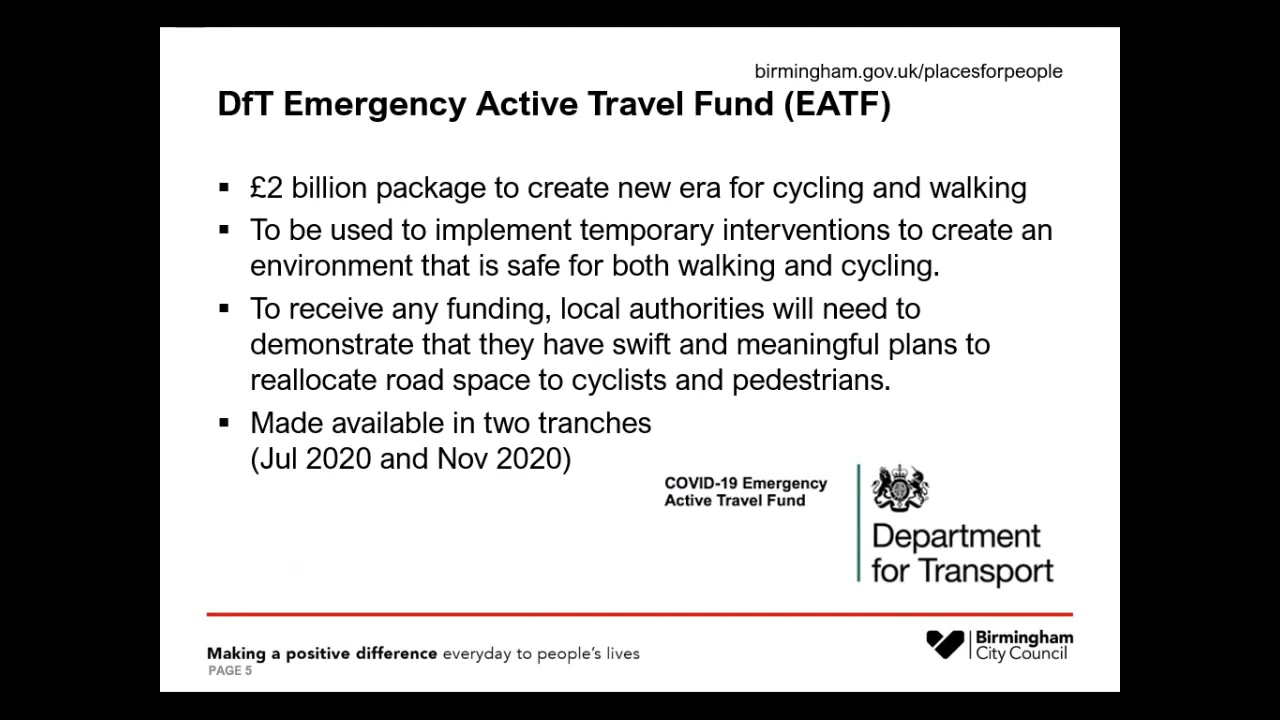 birmingham.gov.uk/placesforpeople
DfT Emergency Active Travel Fund (EATF)
▪ £2 billion package to create new era for cycling and walking
▪ To be used to implement temporary interventions to create an
environment that is safe for both walking and cycling.
▪ To receive any funding, local authorities will need to
demonstrate that they have swift and meaningful plans to
reallocate road space to cyclists and pedestrians.
▪ Made available in two tranches
(Jul 2020 and Nov 2020)
COVID-19 Emergency
Active Travel Fund
Department
for Transport
Making a positive difference everyday to people's lives
PAGE 5
Birmingham
City Council